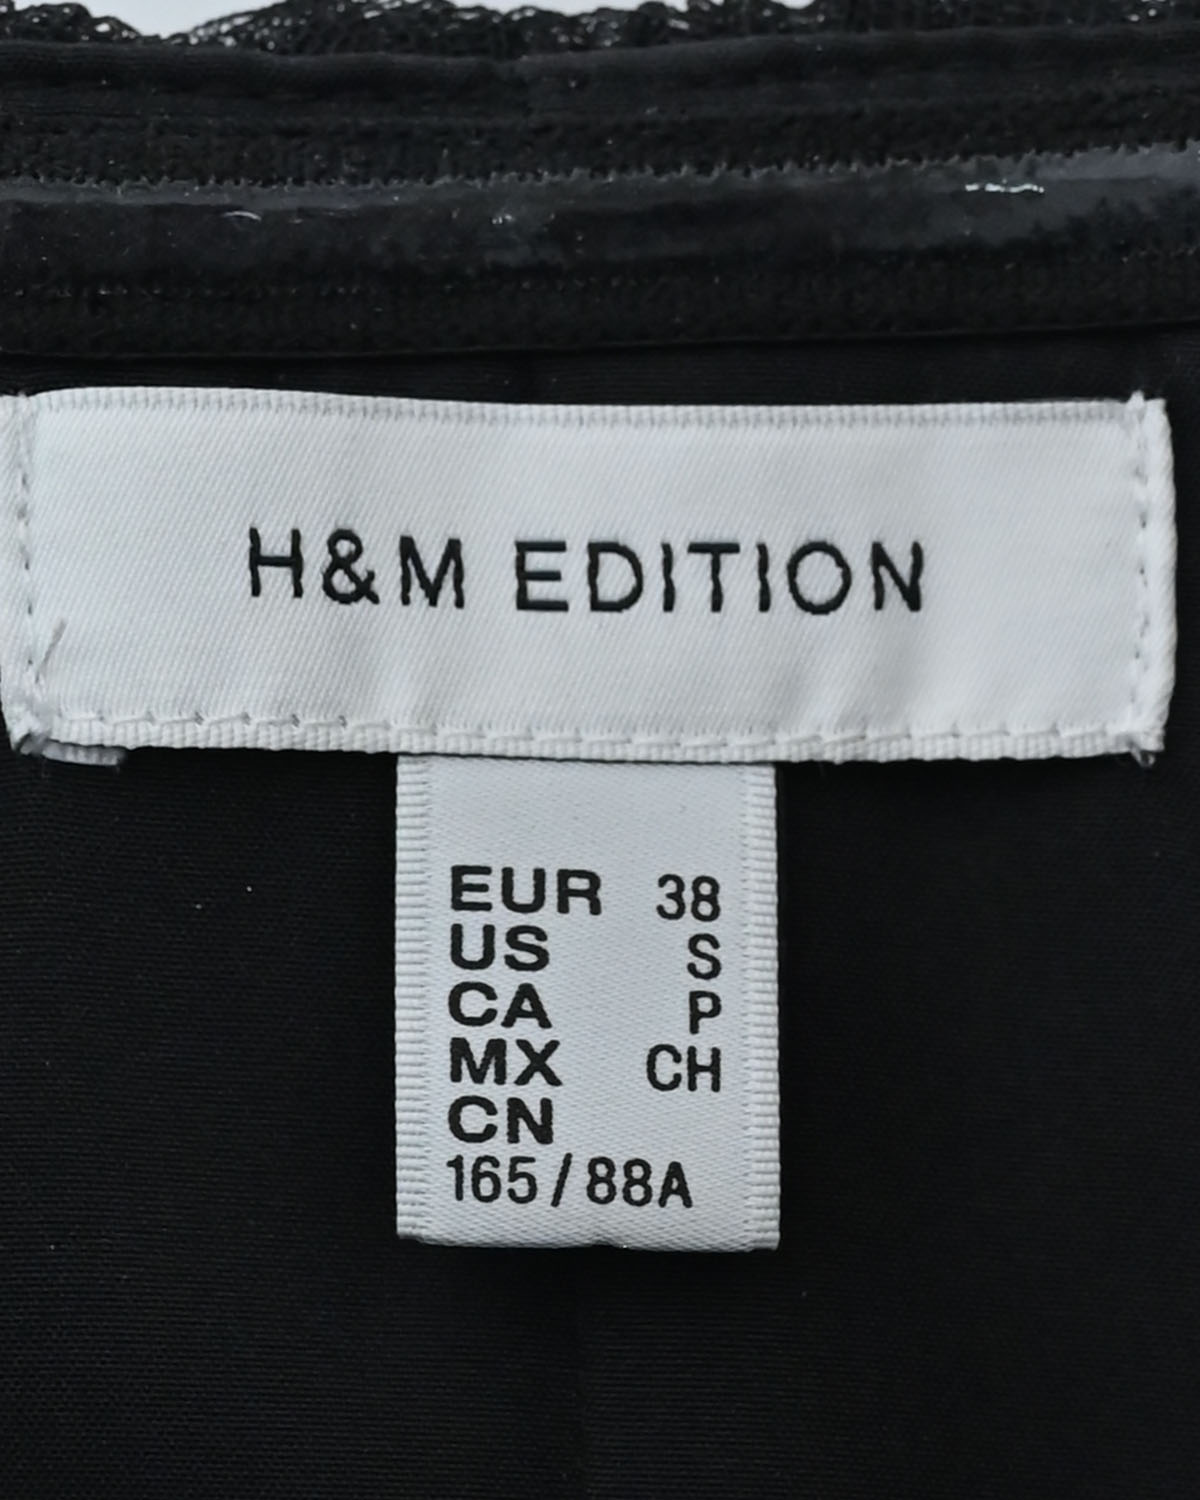 H&M EDITION
EUR 38
US S
CA P
MX CH
CN
165/88A